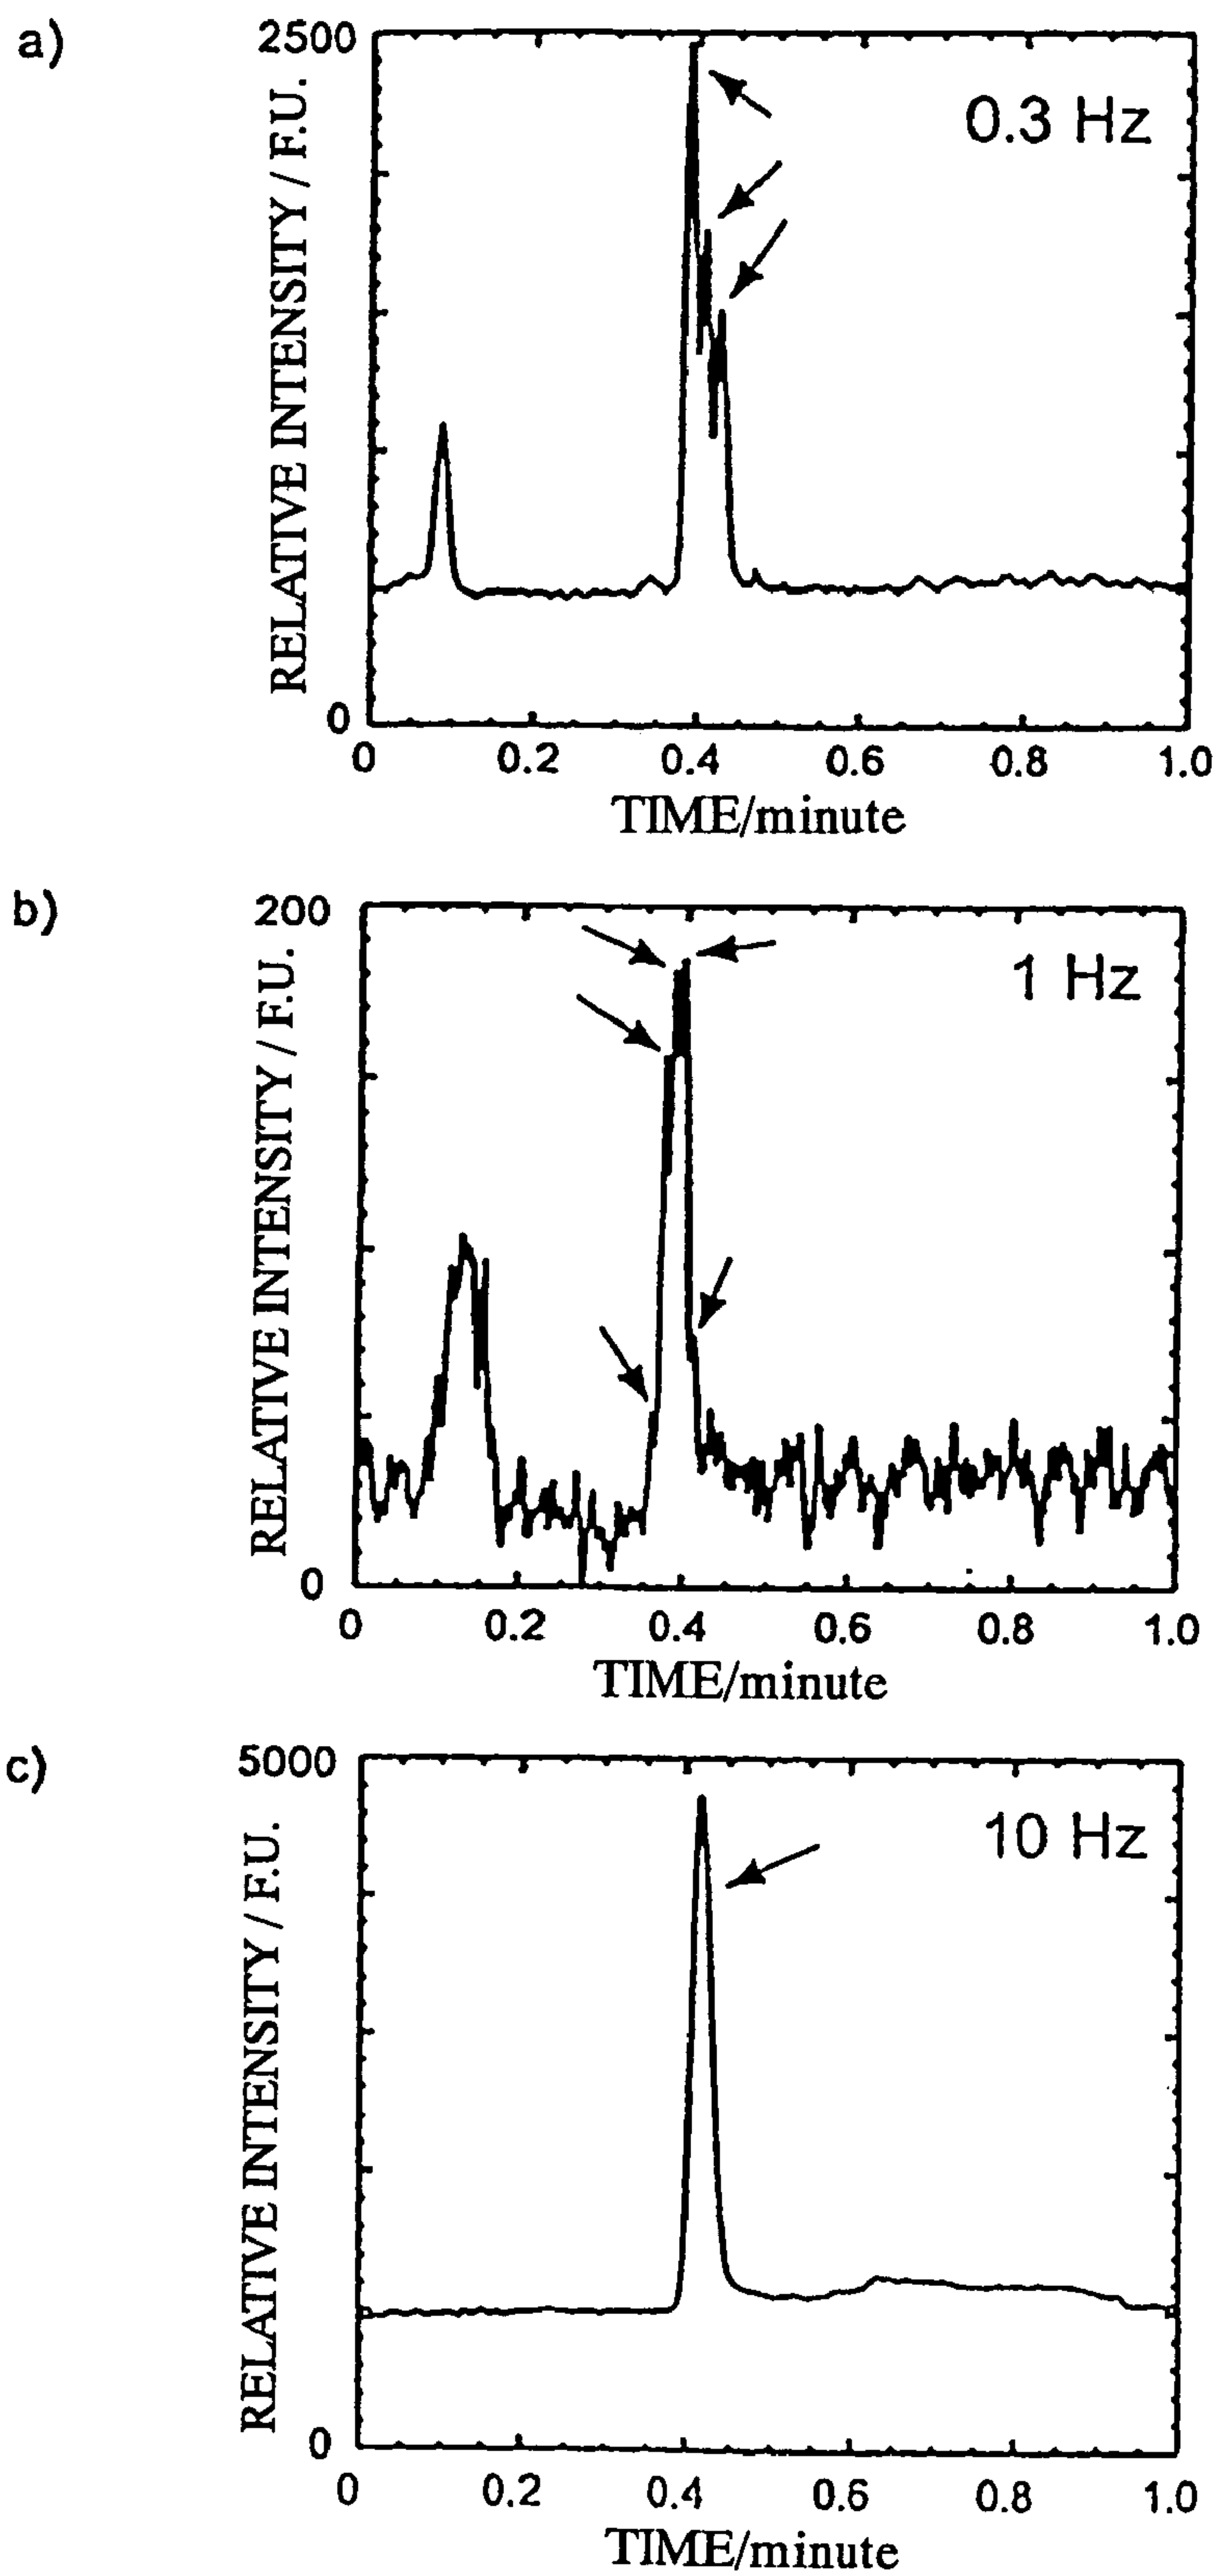 a)
2500
0.3 Hz
RELATIVE INTENSITY / F.U.
0
0 0.2 0.4 0.6 0.8 1.0
TIME/minute
b)
200
1 Hz
RELATIVE INTENSITY / F.U.
0
0 0.2 0.4 0.6 0.8 1.0
TIME/minute
c)
5000
10 Hz
RELATIVE INTENSITY / F.U.
0
0 0.2 0.4 0.6 0.8 1.0
TIME/minute